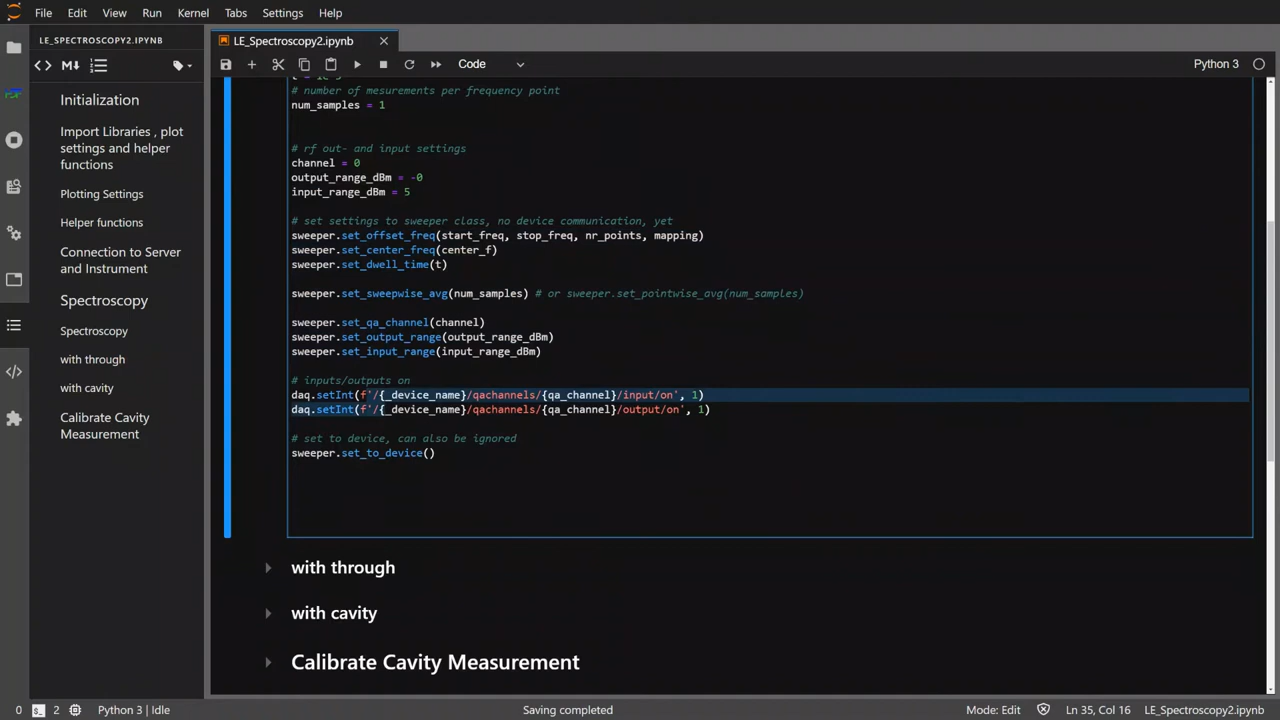 File Edit View Run Kernel Tabs Settings Help
LE_SPECTROSCOPY2.IPYNB
LE_Spectroscopy2.ipynb
Code
Python 3
Initialization
Import Libraries , plot
settings and helper
functions
Plotting Settings
Helper functions
Connection to Server
and Instrument
Spectroscopy
Spectroscopy
with through
with cavity
Calibrate Cavity
Measurement
# number of mesurements per frequency point
num_samples = 1
# rf out- and input settings
channel = 0
output_range_dBm = -0
input_range_dBm = 5
# set settings to sweeper class, no device communication, yet
sweeper.set_offset_freq(start_freq, stop_freq, nr_points, mapping)
sweeper.set_center_freq(center_f)
sweeper.set_dwell_time(t)
sweeper.set_sweepwise_avg(num_samples) # or sweeper.set_pointwise_avg(num_samples)
sweeper.set_qa_channel(channel)
sweeper.set_output_range(output_range_dBm)
sweeper.set_input_range(input_range_dBm)
# inputs/outputs on
daq.setInt(f'/{_device_name}/qachannels/{qa_channel}/input/on', 1)
daq.setInt(f'/{_device_name}/qachannels/{qa_channel}/output/on', 1)
# set to device, can also be ignored
sweeper.set_to_device()
with through
with cavity
Calibrate Cavity Measurement
0 2 Python 3 | Idle
Saving completed
Mode: Edit Ln 35, Col 16 LE_Spectroscopy2.ipynb